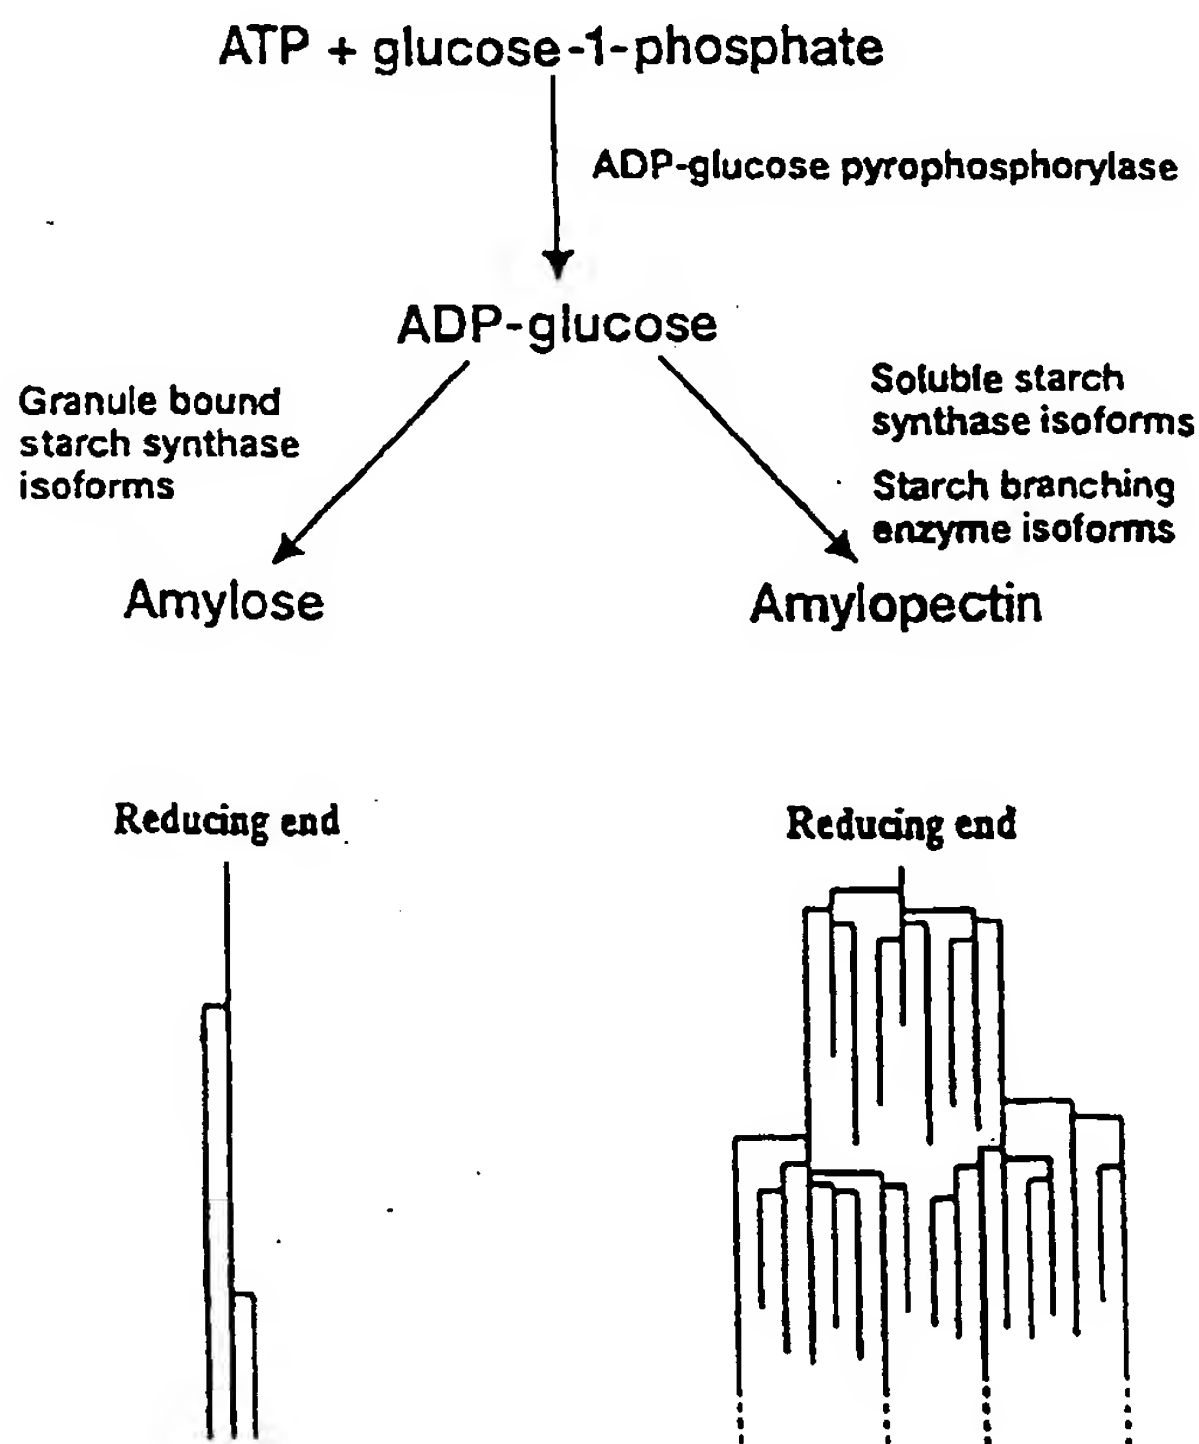 ATP + glucose-1-phosphate
ADP-glucose pyrophosphorylase
ADP-glucose
Granule bound
starch synthase
isoforms
Soluble starch
synthase isoforms
Starch branching
enzyme isoforms
Amylose
Amylopectin
Reducing end
Reducing end